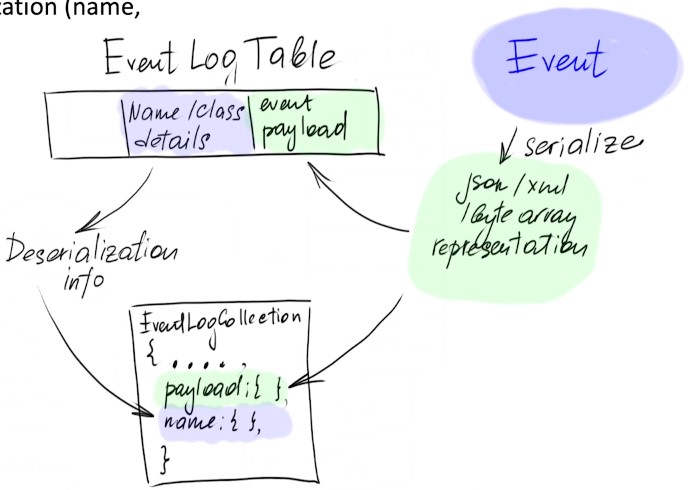 zation (name,
Event Log Table
Event
Name/class
details
event
payload
serialize
json/xml
/byte array
representation
Deserialization
info
EventLogCollection
{ . . . . ,
payload:{ },
name:{ },
}